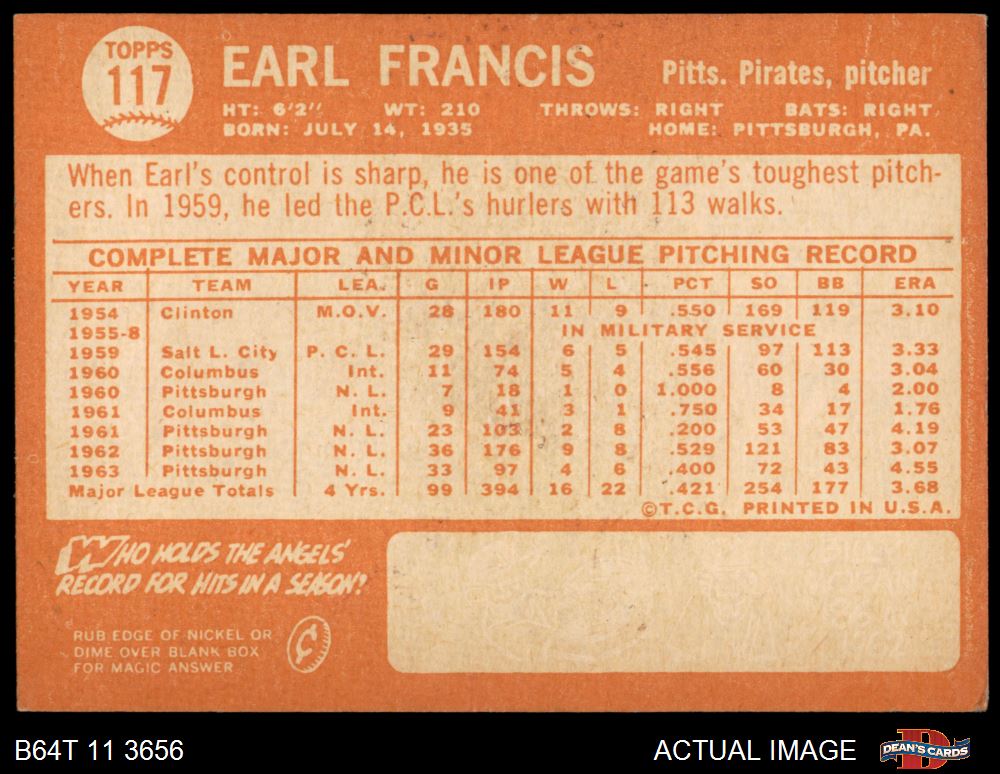 TOPPS
117
EARL FRANCIS
Pitts. Pirates, pitcher
HT: 6'2" WT: 210 THROWS: RIGHT BATS: RIGHT
BORN: JULY 14, 1935 HOME: PITTSBURGH, PA.
When Earl's control is sharp, he is one of the game's toughest pitch-
ers. In 1959, he led the P.C.L.'s hurlers with 113 walks.
COMPLETE MAJOR AND MINOR LEAGUE PITCHING RECORD
YEAR TEAM LEA. G IP W L PCT SO BB ERA
1954 Clinton M.O.V. 28 180 11 9 .550 169 119 3.10
1955-8 IN MILITARY SERVICE
1959 Salt L. City P. C. L. 29 154 6 5 .545 97 113 3.33
1960 Columbus Int. 11 74 5 4 .556 60 30 3.04
1960 Pittsburgh N. L. 7 18 1 0 1.000 8 4 2.00
1961 Columbus Int. 9 41 3 1 .750 34 17 1.76
1961 Pittsburgh N. L. 23 103 2 8 .200 53 47 4.19
1962 Pittsburgh N. L. 36 176 9 8 .529 121 83 3.07
1963 Pittsburgh N. L. 33 97 4 6 .400 72 43 4.55
Major League Totals 4 Yrs. 99 394 16 22 .421 254 177 3.68
©T.C.G. PRINTED IN U.S.A.
WHO HOLDS THE ANGELS'
RECORD FOR HITS IN A SEASON?
RUB EDGE OF NICKEL OR
DIME OVER BLANK BOX
FOR MAGIC ANSWER
B64T 11 3656
ACTUAL IMAGE
DEAN'S CARDS